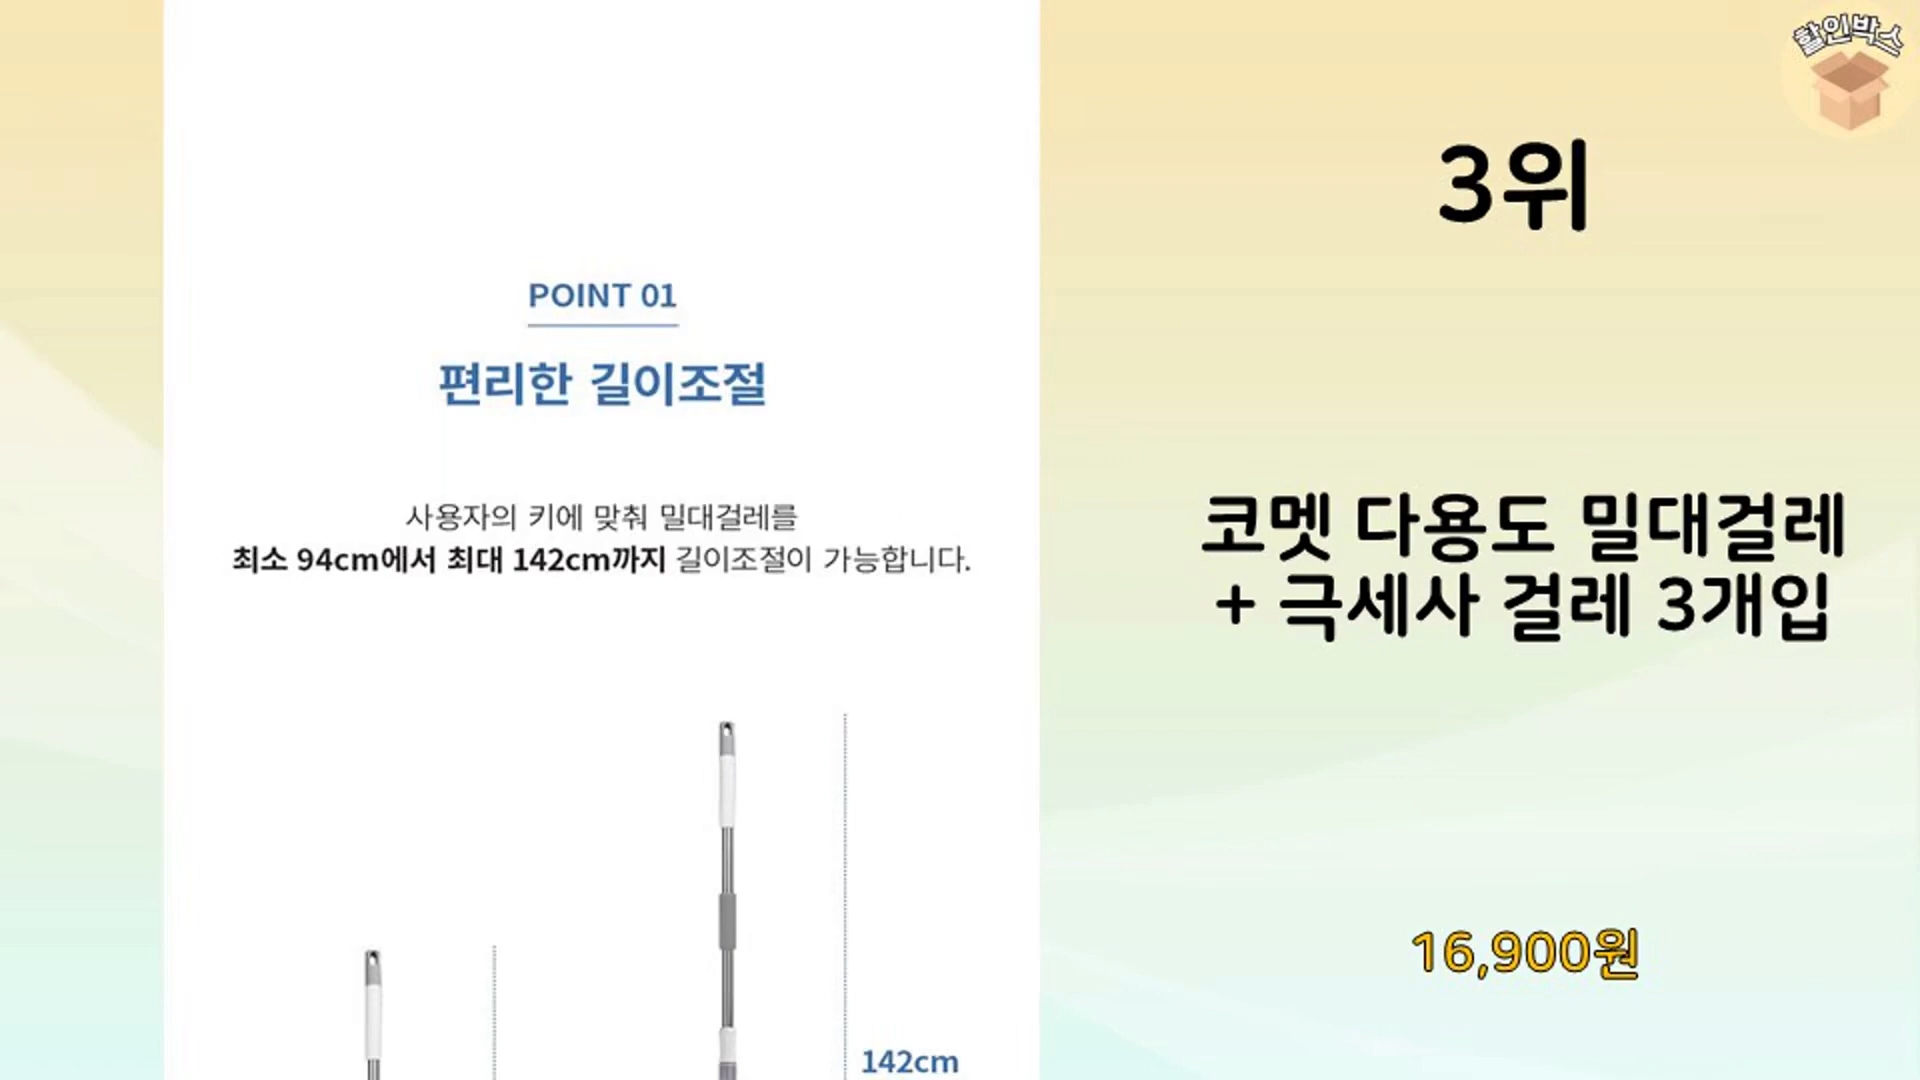 할인박스
3위
POINT 01
편리한 길이조절
사용자의 키에 맞춰 밀대걸레를
최소 94cm에서 최대 142cm까지 길이조절이 가능합니다.
142cm
코멧 다용도 밀대걸레
+ 극세사 걸레 3개입
16,900원